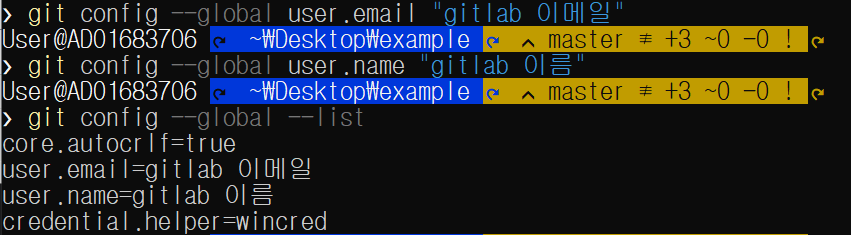 ❯ git config --global user.email "gitlab 이메일"
User@AD01683706 ~₩Desktop₩example master ≢ +3 ~0 -0 !
❯ git config --global user.name "gitlab 이름"
User@AD01683706 ~₩Desktop₩example master ≢ +3 ~0 -0 !
❯ git config --global --list
core.autocrlf=true
user.email=gitlab 이메일
user.name=gitlab 이름
credential.helper=wincred